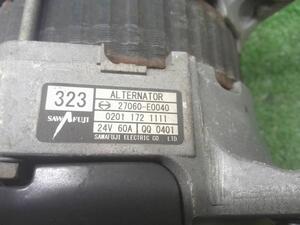 323
ALTERNATOR
27060-E0040
SAWAFUJI
0201 172 1111
24V 60A QQ 0401
SAWAFUJI ELECTRIC CO LTD